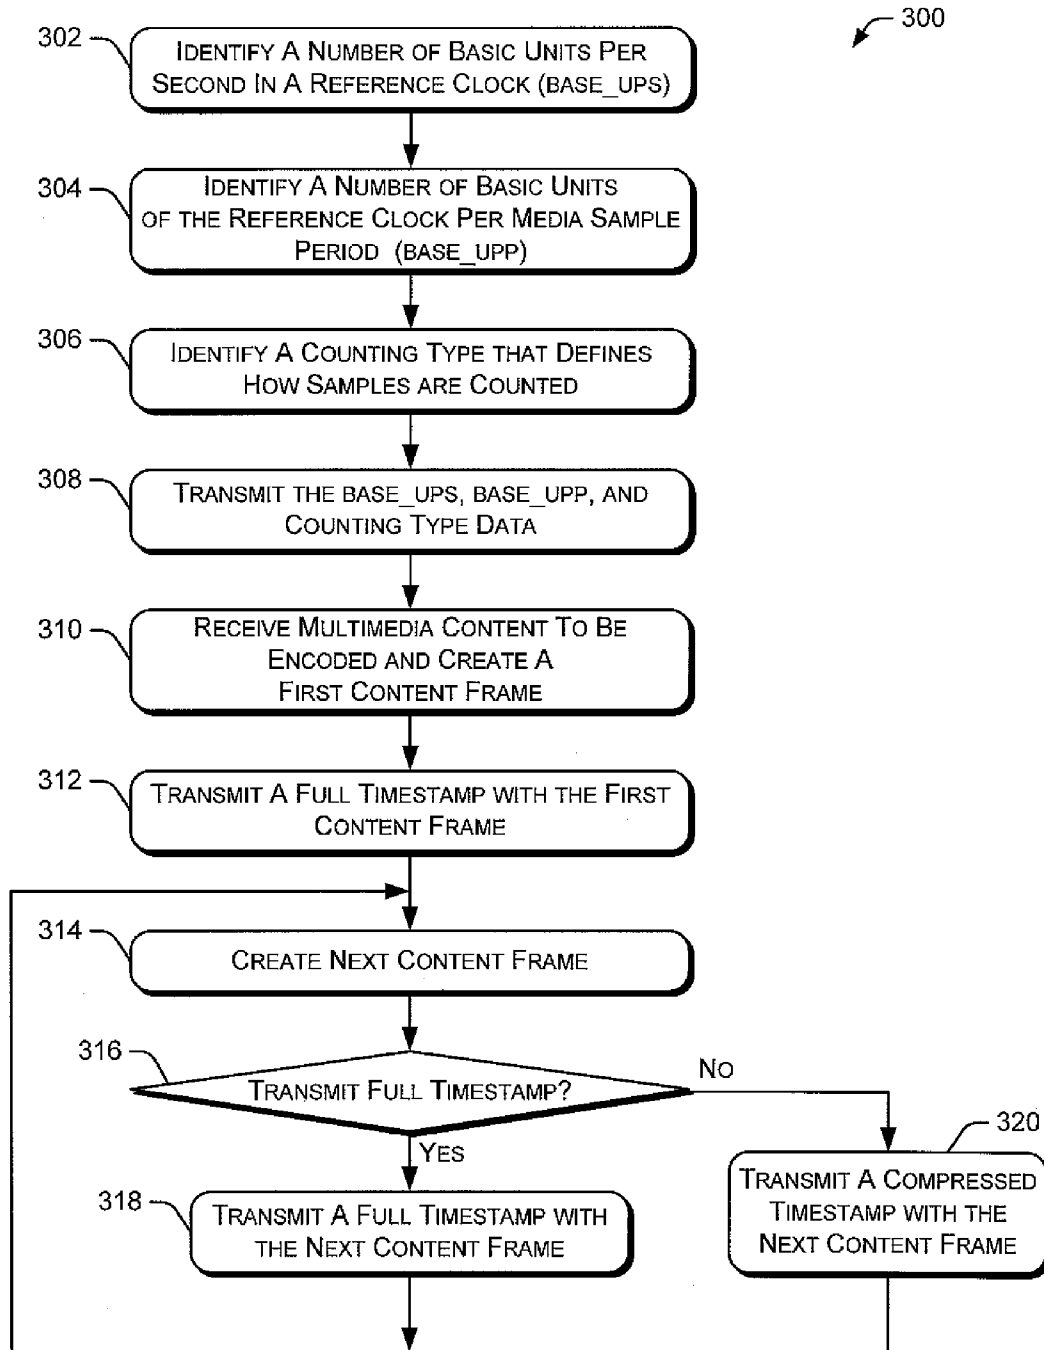 300
302
IDENTIFY A NUMBER OF BASIC UNITS PER
SECOND IN A REFERENCE CLOCK (BASE_UPS)
304
IDENTIFY A NUMBER OF BASIC UNITS
OF THE REFERENCE CLOCK PER MEDIA SAMPLE
PERIOD (BASE_UPP)
306
IDENTIFY A COUNTING TYPE THAT DEFINES
HOW SAMPLES ARE COUNTED
308
TRANSMIT THE BASE_UPS, BASE_UPP, AND
COUNTING TYPE DATA
310
RECEIVE MULTIMEDIA CONTENT TO BE
ENCODED AND CREATE A
FIRST CONTENT FRAME
312
TRANSMIT A FULL TIMESTAMP WITH THE FIRST
CONTENT FRAME
314
CREATE NEXT CONTENT FRAME
316
TRANSMIT FULL TIMESTAMP?
NO
YES
318
TRANSMIT A FULL TIMESTAMP WITH
THE NEXT CONTENT FRAME
320
TRANSMIT A COMPRESSED
TIMESTAMP WITH THE
NEXT CONTENT FRAME